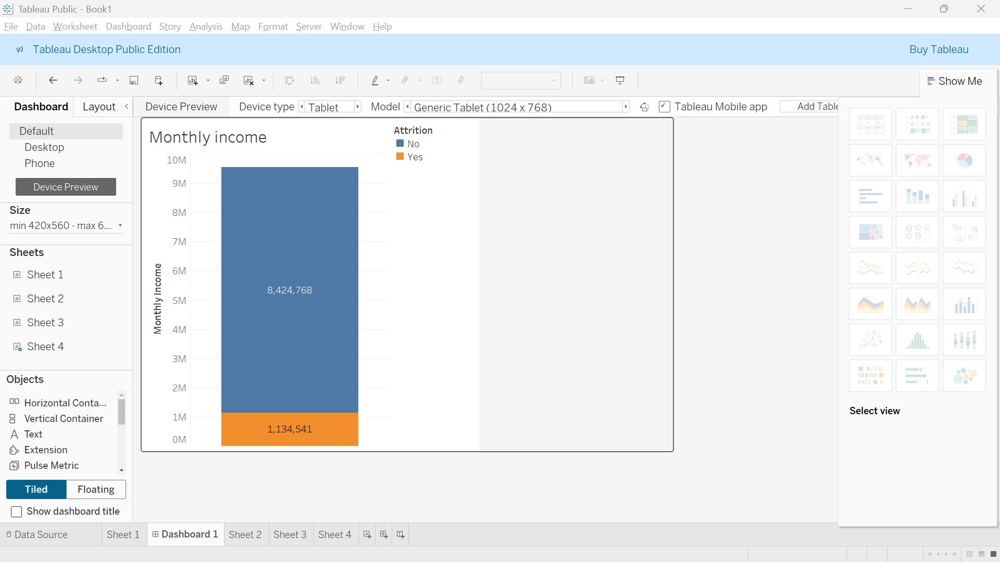 Tableau Public - Book1
File Data Worksheet Dashboard Story Analysis Map Format Server Window Help
Tableau Desktop Public Edition
Buy Tableau
Show Me
Dashboard Layout
Device Preview Device type Tablet Model Generic Tablet (1024 x 768) Tableau Mobile app Add Table
Default
Desktop
Phone
Device Preview
Size
min 420x560 - max 6...
Sheets
Sheet 1
Sheet 2
Sheet 3
Sheet 4
Objects
Horizontal Conta...
Vertical Container
Text
Extension
Pulse Metric
Tiled Floating
Show dashboard title
Monthly income
Attrition
No
Yes
Monthly Income
10M
9M
8M
7M
6M
5M
4M
3M
2M
1M
0M
8,424,768
1,134,541
Select view
Data Source Sheet 1 Dashboard 1 Sheet 2 Sheet 3 Sheet 4